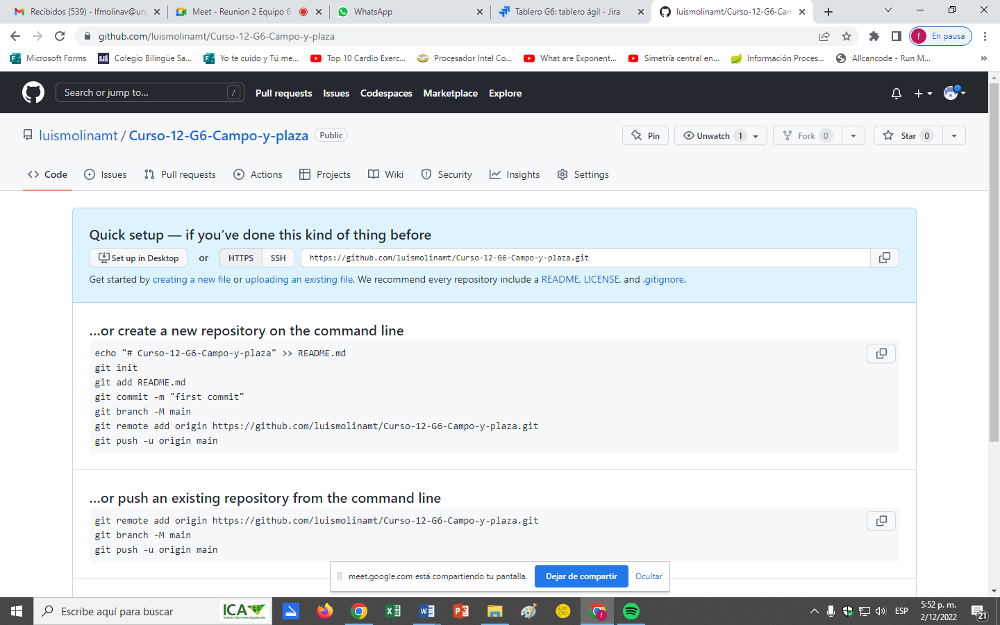 Recibidos (539) - lfmolinav@una
Meet - Reunion 2 Equipo 6
WhatsApp
Tablero G6: tablero ágil - Jira
luismolinamt/Curso-12-G6-Cam
github.com/luismolinamt/Curso-12-G6-Campo-y-plaza
f En pausa
Microsoft Forms
SJÁ Colegio Bilingüe Sa...
Yo te cuido y Tú me...
Top 10 Cardio Exerc...
Procesador Intel Co...
What are Exponent...
Simetría central en...
Información Proces...
Allcancode - Run M...
»
Search or jump to... /
Pull requests Issues Codespaces Marketplace Explore
luismolinamt / Curso-12-G6-Campo-y-plaza Public
Pin Unwatch 1 Fork 0 Star 0
<> Code Issues Pull requests Actions Projects Wiki Security Insights Settings
Quick setup — if you’ve done this kind of thing before
Set up in Desktop or HTTPS SSH https://github.com/luismolinamt/Curso-12-G6-Campo-y-plaza.git
Get started by creating a new file or uploading an existing file. We recommend every repository include a README, LICENSE, and .gitignore.
…or create a new repository on the command line
echo "# Curso-12-G6-Campo-y-plaza" >> README.md
git init
git add README.md
git commit -m "first commit"
git branch -M main
git remote add origin https://github.com/luismolinamt/Curso-12-G6-Campo-y-plaza.git
git push -u origin main
…or push an existing repository from the command line
git remote add origin https://github.com/luismolinamt/Curso-12-G6-Campo-y-plaza.git
git branch -M main
git push -u origin main
meet.google.com está compartiendo tu pantalla. Dejar de compartir Ocultar
Escribe aquí para buscar
ICA
ESP
5:52 p. m.
2/12/2022
21